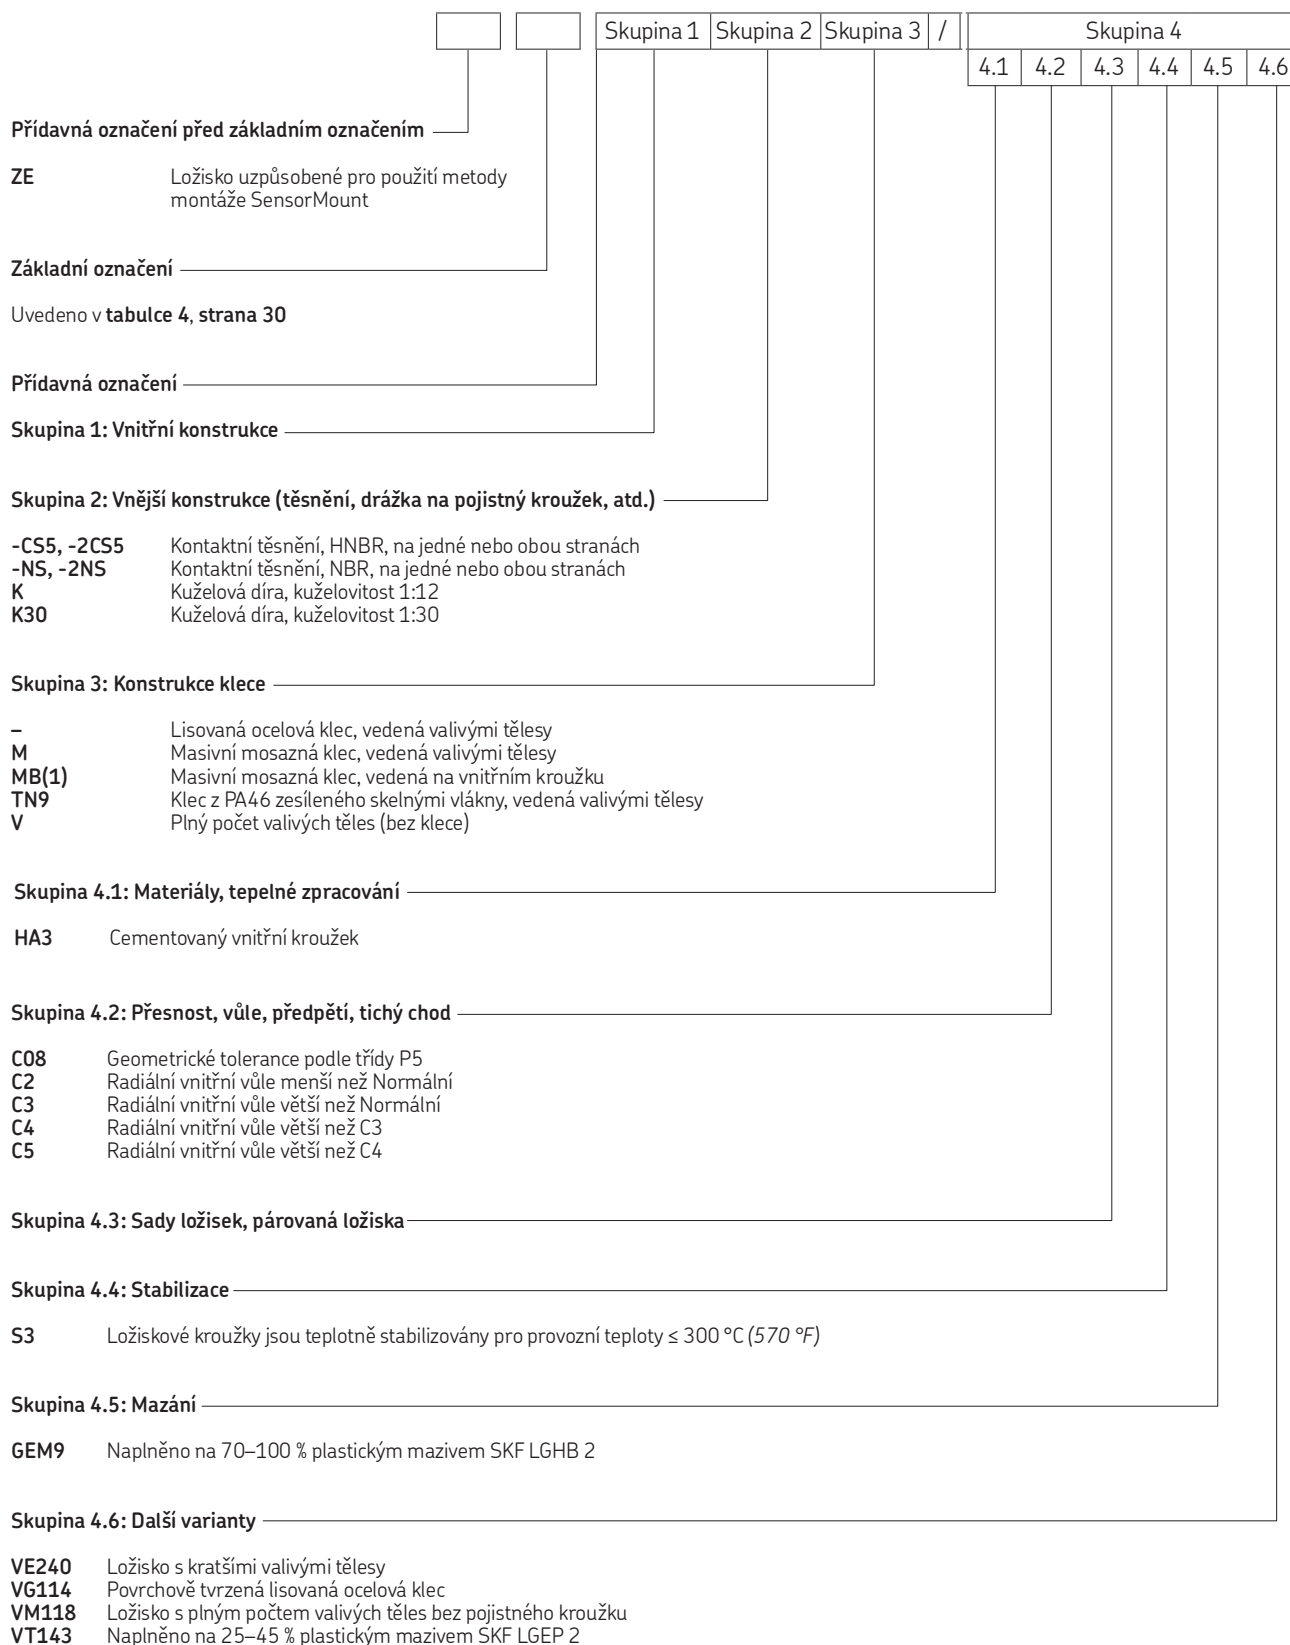 Skupina 1 Skupina 2 Skupina 3 / Skupina 4
4.1 4.2 4.3 4.4 4.5 4.6
Přídavná označení před základním označením
ZE Ložisko uzpůsobené pro použití metody
montáže SensorMount
Základní označení
Uvedeno v tabulce 4, strana 30
Přídavná označení
Skupina 1: Vnitřní konstrukce
Skupina 2: Vnější konstrukce (těsnění, drážka na pojistný kroužek, atd.)
-CS5, -2CS5 Kontaktní těsnění, HNBR, na jedné nebo obou stranách
-NS, -2NS Kontaktní těsnění, NBR, na jedné nebo obou stranách
K Kuželová díra, kuželovitost 1:12
K30 Kuželová díra, kuželovitost 1:30
Skupina 3: Konstrukce klece
– Lisovaná ocelová klec, vedená valivými tělesy
M Masivní mosazná klec, vedená valivými tělesy
MB(1) Masivní mosazná klec, vedená na vnitřním kroužku
TN9 Klec z PA46 zesíleného skelnými vlákny, vedená valivými tělesy
V Plný počet valivých těles (bez klece)
Skupina 4.1: Materiály, tepelné zpracování
HA3 Cementovaný vnitřní kroužek
Skupina 4.2: Přesnost, vůle, předpětí, tichý chod
C08 Geometrické tolerance podle třídy P5
C2 Radiální vnitřní vůle menší než Normální
C3 Radiální vnitřní vůle větší než Normální
C4 Radiální vnitřní vůle větší než C3
C5 Radiální vnitřní vůle větší než C4
Skupina 4.3: Sady ložisek, párovaná ložiska
Skupina 4.4: Stabilizace
S3 Ložiskové kroužky jsou teplotně stabilizovány pro provozní teploty ≤ 300 °C (570 °F)
Skupina 4.5: Mazání
GEM9 Naplněno na 70–100 % plastickým mazivem SKF LGHB 2
Skupina 4.6: Další varianty
VE240 Ložisko s kratšími valivými tělesy
VG114 Povrchově tvrzená lisovaná ocelová klec
VM118 Ložisko s plným počtem valivých těles bez pojistného kroužku
VT143 Naplněno na 25–45 % plastickým mazivem SKF LGEP 2